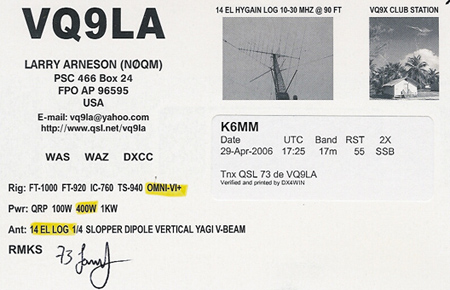 VQ9LA
14 EL HYGAIN LOG 10-30 MHZ @ 90 FT
VQ9X CLUB STATION
LARRY ARNESON (NØQM)
PSC 466 Box 24
FPO AP 96595
USA
E-mail: vq9la@yahoo.com
http://www.qsl.net/vq9la
WAS WAZ DXCC
K6MM
Date UTC Band RST 2X
29-Apr-2006 17:25 17m 55 SSB
Tnx QSL 73 de VQ9LA
Verified and printed by DX4WIN
Rig: FT-1000 FT-920 IC-760 TS-940 OMNI-VI+
Pwr: QRP 100W 400W 1KW
Ant: 14 EL LOG 1/4 SLOPPER DIPOLE VERTICAL YAGI V-BEAM
RMKS 73